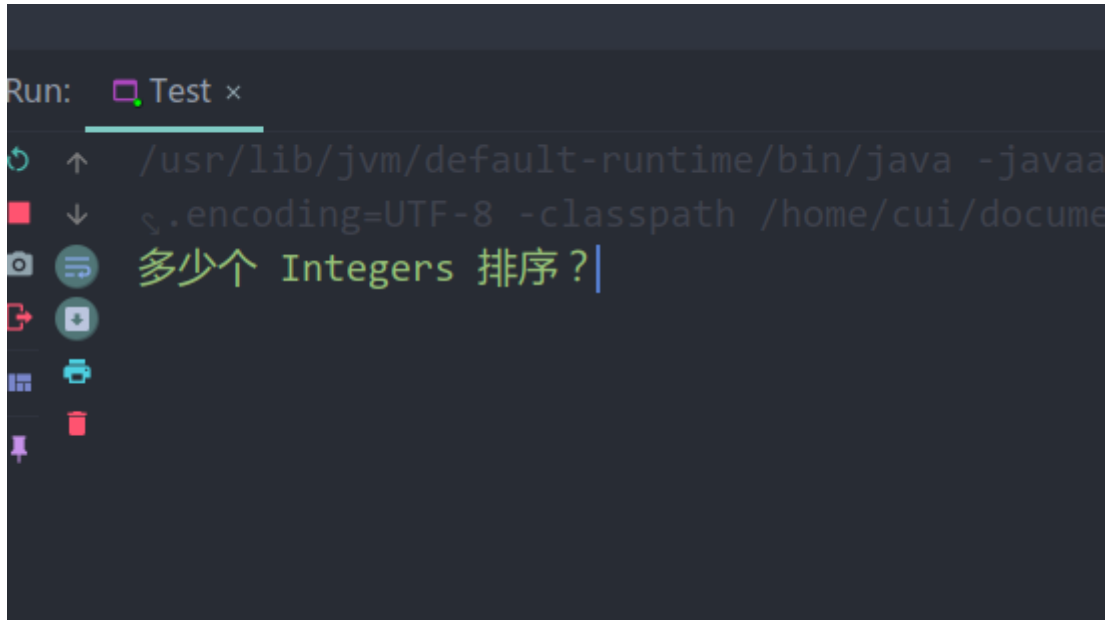 Run: Test ×
/usr/lib/jvm/default-runtime/bin/java -javaa
.encoding=UTF-8 -classpath /home/cui/docume
多少个 Integers 排序？